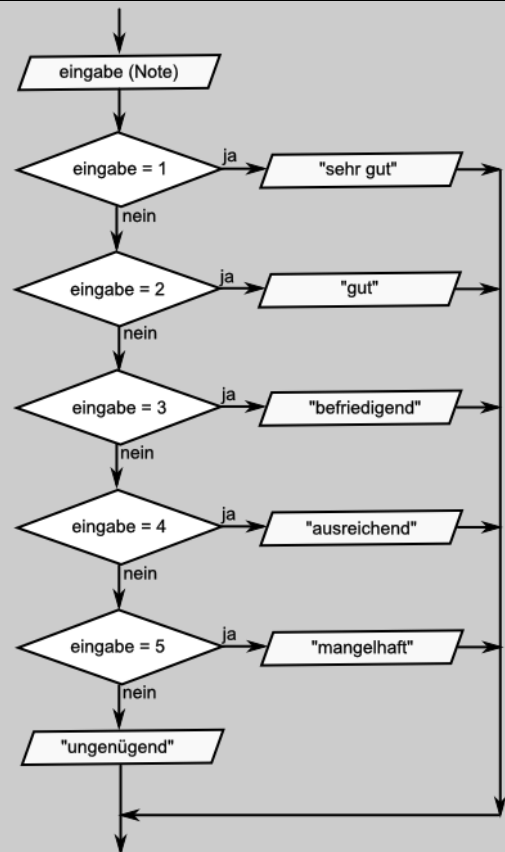 eingabe (Note)
eingabe = 1
ja
"sehr gut"
nein
eingabe = 2
ja
"gut"
nein
eingabe = 3
ja
"befriedigend"
nein
eingabe = 4
ja
"ausreichend"
nein
eingabe = 5
ja
"mangelhaft"
nein
"ungenügend"